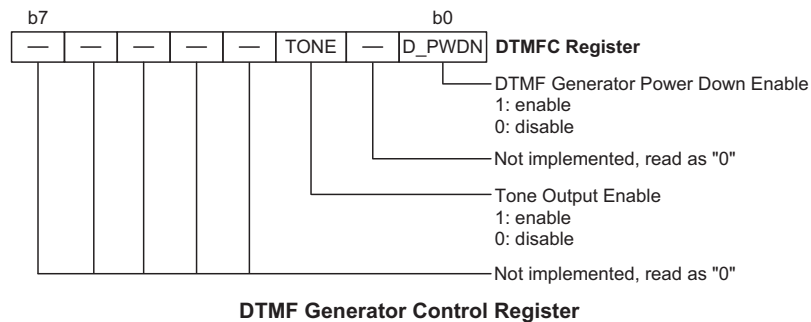 b7 b0
— — — — — TONE — D_PWDN DTMFC Register
DTMF Generator Power Down Enable
1: enable
0: disable
Not implemented, read as "0"
Tone Output Enable
1: enable
0: disable
Not implemented, read as "0"
DTMF Generator Control Register